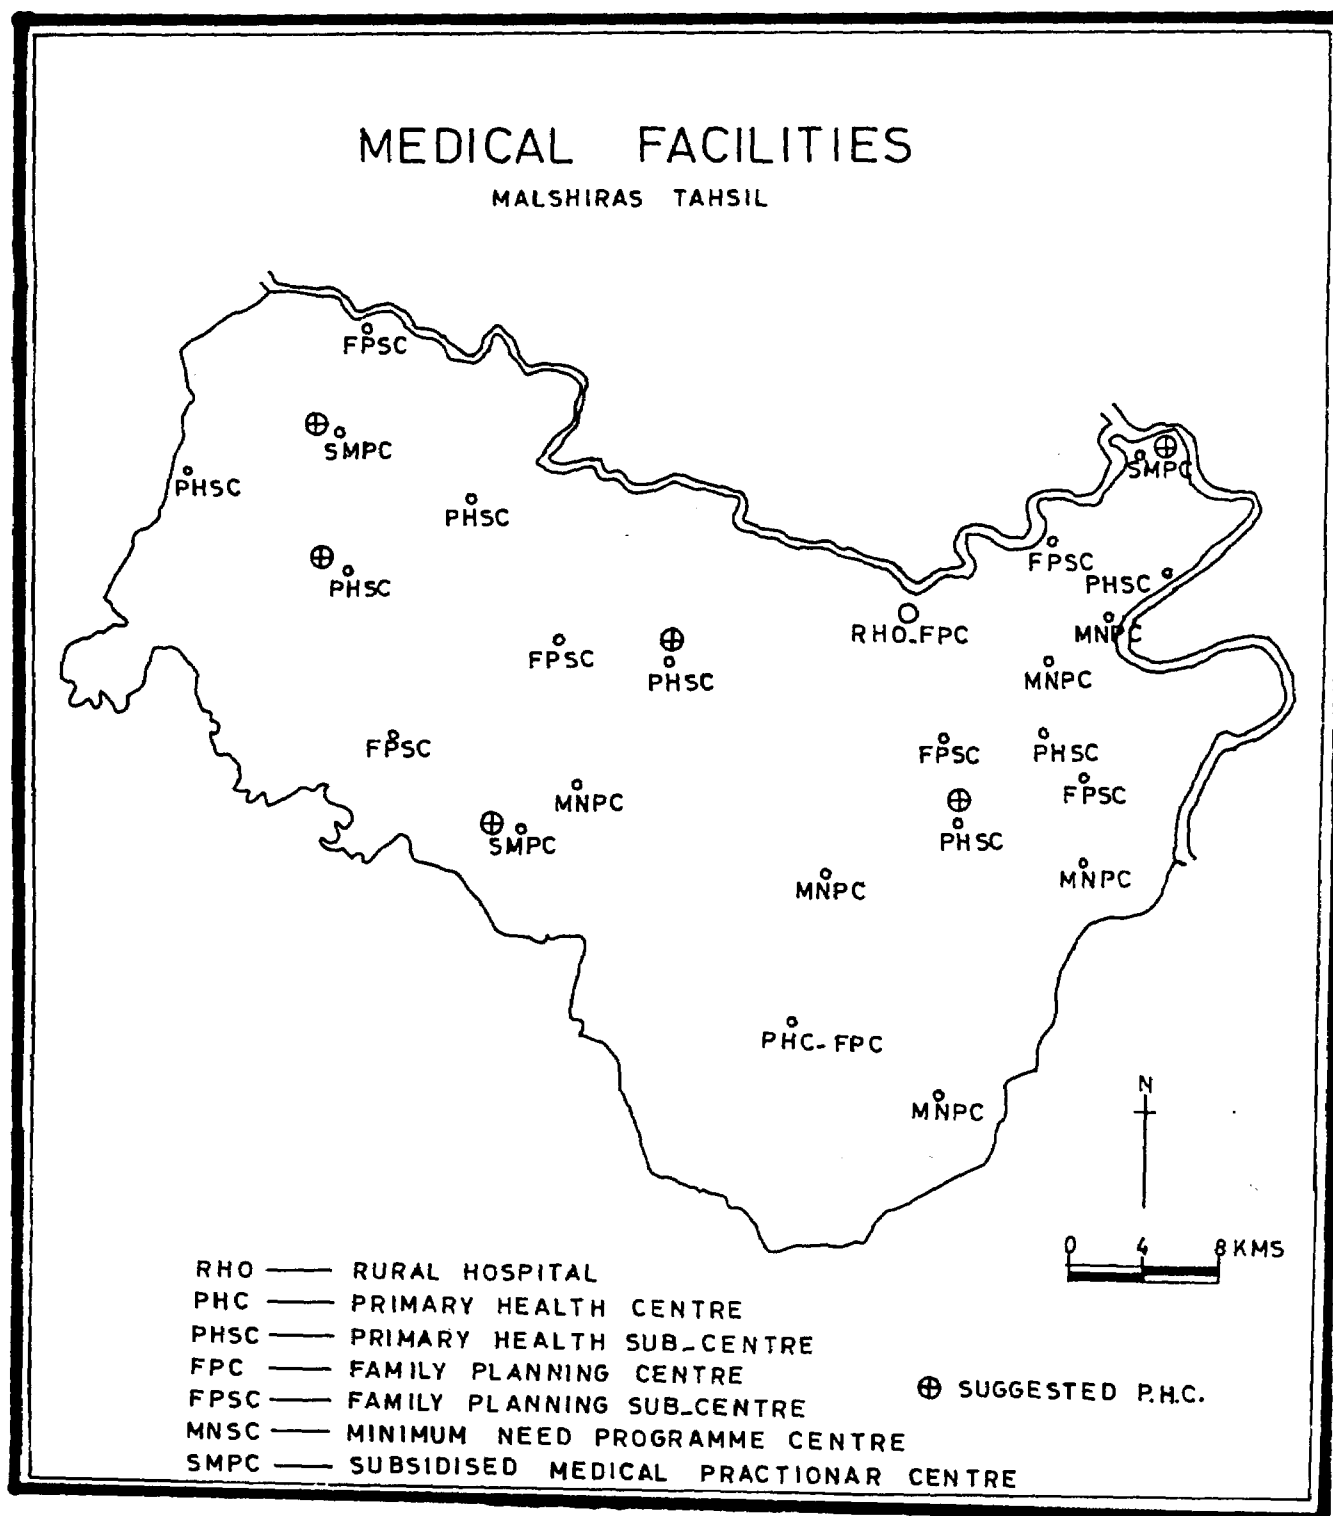 MEDICAL FACILITIES
MALSHIRAS TAHSIL
FPSC
SMPC
SMPC
PHSC
PHSC
FPSC
PHSC
PHSC
RHO-FPC
MNPC
FPSC
PHSC
MNPC
FPSC
FPSC
PHSC
MNPC
FPSC
SMPC
PHSC
MNPC
MNPC
PHC-FPC
N
MNPC
0 4 8 KMS
RHO — RURAL HOSPITAL
PHC — PRIMARY HEALTH CENTRE
PHSC — PRIMARY HEALTH SUB-CENTRE
FPC — FAMILY PLANNING CENTRE
FPSC — FAMILY PLANNING SUB-CENTRE
MNSC — MINIMUM NEED PROGRAMME CENTRE
SMPC — SUBSIDISED MEDICAL PRACTIONAR CENTRE
SUGGESTED P.H.C.